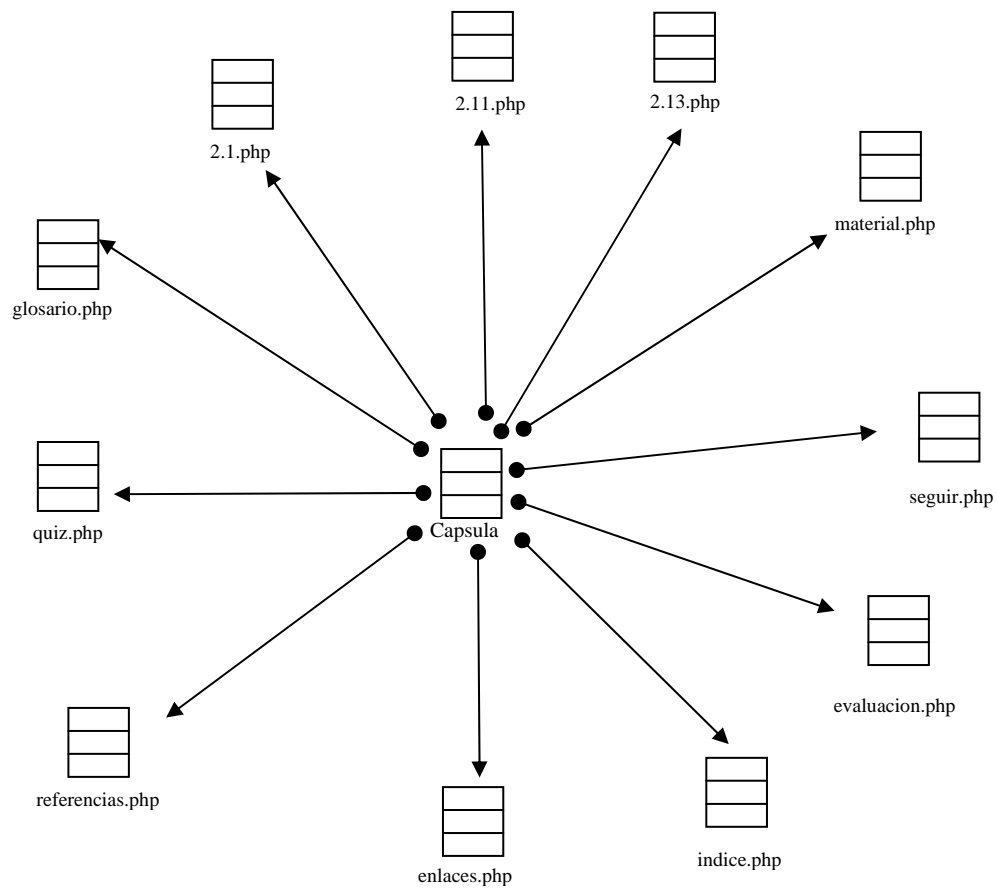 2.11.php
2.13.php
2.1.php
material.php
glosario.php
seguir.php
quiz.php
Capsula
evaluacion.php
referencias.php
indice.php
enlaces.php